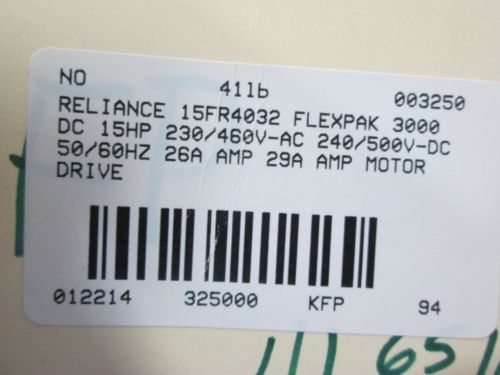 NO 41lb 003250
RELIANCE 15FR4032 FLEXPAK 3000
DC 15HP 230/460V-AC 240/500V-DC
50/60HZ 26A AMP 29A AMP MOTOR
DRIVE
012214 325000 KFP 94